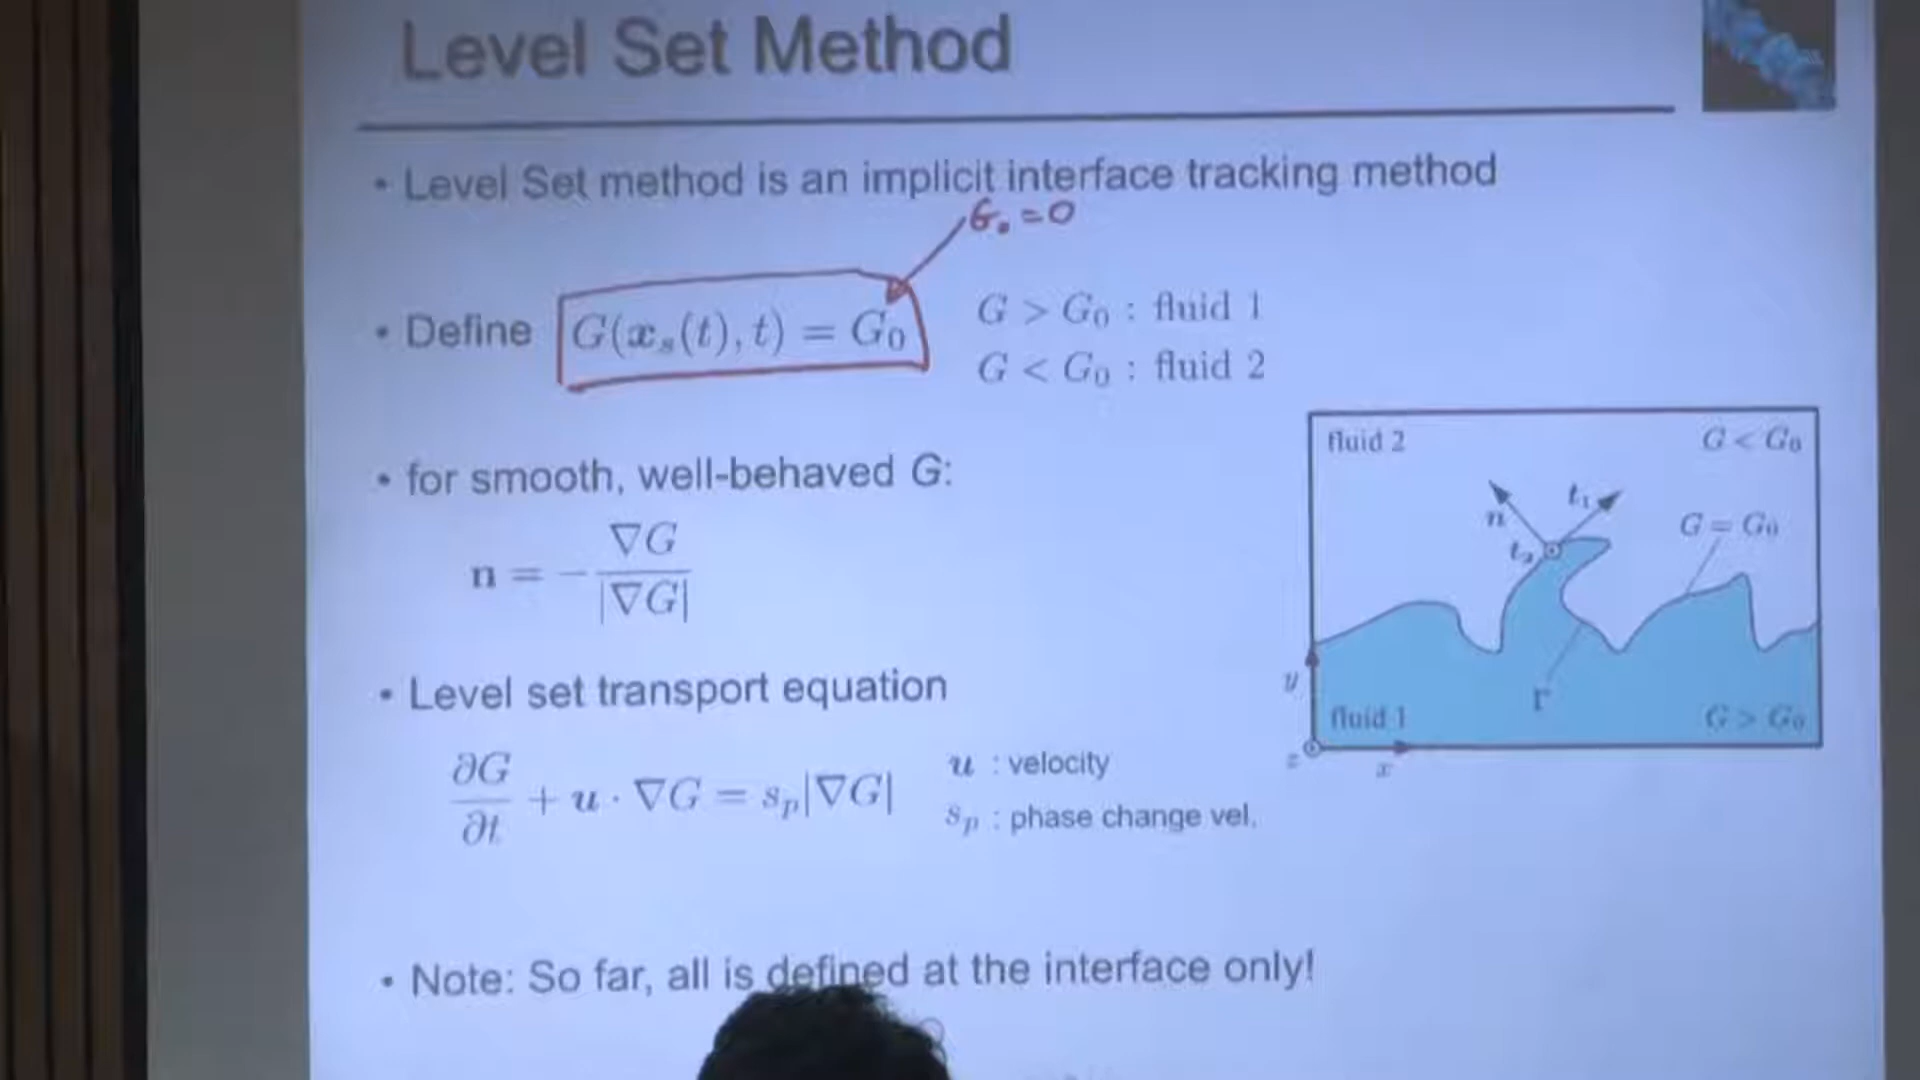 Level Set Method
• Level Set method is an implicit interface tracking method
G₀ = 0
• Define G(x_s(t), t) = G₀
G > G₀ : fluid 1
G < G₀ : fluid 2
fluid 2 G < G₀
n t₁
t₂ G = G₀
Γ
fluid 1 G > G₀
y
z x
• for smooth, well-behaved G:
n = −∇G / |∇G|
• Level set transport equation
∂G/∂t + u · ∇G = s_p|∇G|
u : velocity
s_p : phase change vel.
• Note: So far, all is defined at the interface only!